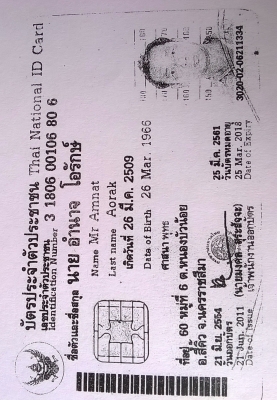 บัตรประจำตัวประชาชน Thai National ID Card
เลขประจำตัวประชาชน
Identification Number 3 1806 00106 80 6
ชื่อตัวและชื่อสกุล นาย อำนาจ โอรักษ์
Name Mr Amnat
Last name Aorak
เกิดวันที่ 26 มี.ค. 2509
Date of Birth 26 Mar. 1966
ศาสนา พุทธ
ที่อยู่ 60 หมู่ที่ 6 ต.หนองบัวน้อย
อ.สีคิ้ว จ.นครราชสีมา
21 มิ.ย. 2554
วันออกบัตร
21 Jun. 2011
Date of Issue
เจ้าพนักงานออกบัตร
25 มี.ค. 2561
วันบัตรหมดอายุ
25 Mar. 2018
Date of Expiry
3020-02-06211334